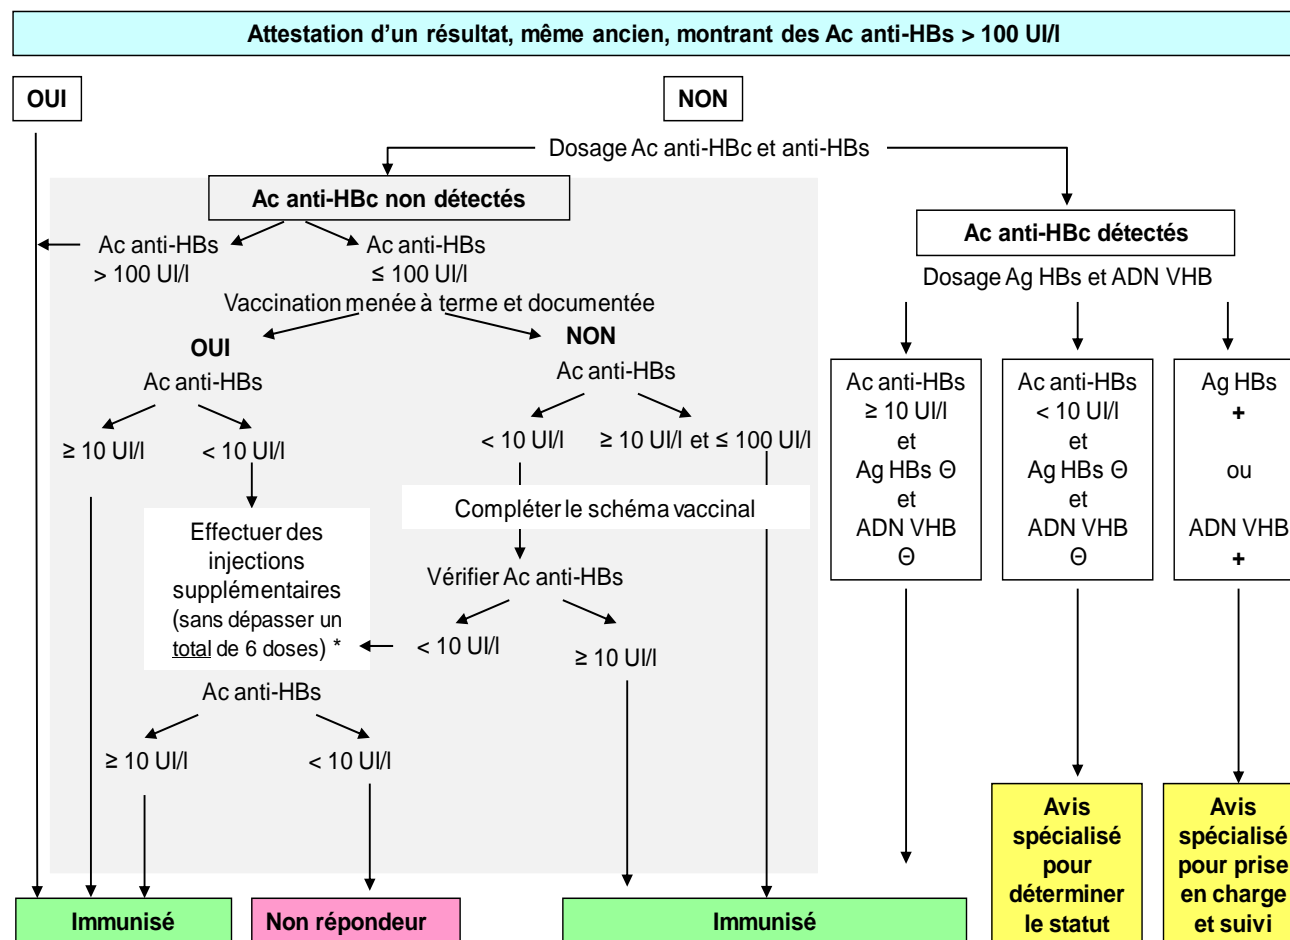 Attestation d’un résultat, même ancien, montrant des Ac anti-HBs > 100 UI/l
OUI
NON
Dosage Ac anti-HBc et anti-HBs
Ac anti-HBc non détectés
Ac anti-HBs
> 100 UI/l
Ac anti-HBs
≤ 100 UI/l
Vaccination menée à terme et documentée
OUI
Ac anti-HBs
≥ 10 UI/l
< 10 UI/l
NON
Ac anti-HBs
< 10 UI/l
≥ 10 UI/l et ≤ 100 UI/l
Effectuer des
injections
supplémentaires
(sans dépasser un
total de 6 doses) *
Compléter le schéma vaccinal
Vérifier Ac anti-HBs
< 10 UI/l
≥ 10 UI/l
Ac anti-HBs
≥ 10 UI/l
< 10 UI/l
Ac anti-HBc détectés
Dosage Ag HBs et ADN VHB
Ac anti-HBs
≥ 10 UI/l
et
Ag HBs Θ
et
ADN VHB
Θ
Ac anti-HBs
< 10 UI/l
et
Ag HBs Θ
et
ADN VHB
Θ
Ag HBs
+
ou
ADN VHB
+
Immunisé
Non répondeur
Immunisé
Avis
spécialisé
pour
déterminer
le statut
Avis
spécialisé
pour prise
en charge
et suivi